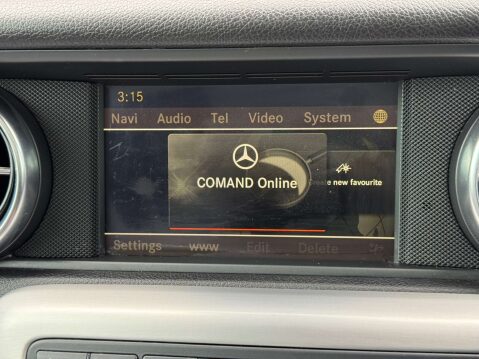 3:15
Navi Audio Tel Video System
COMAND Online
Create new favourite
Settings www Edit Delete